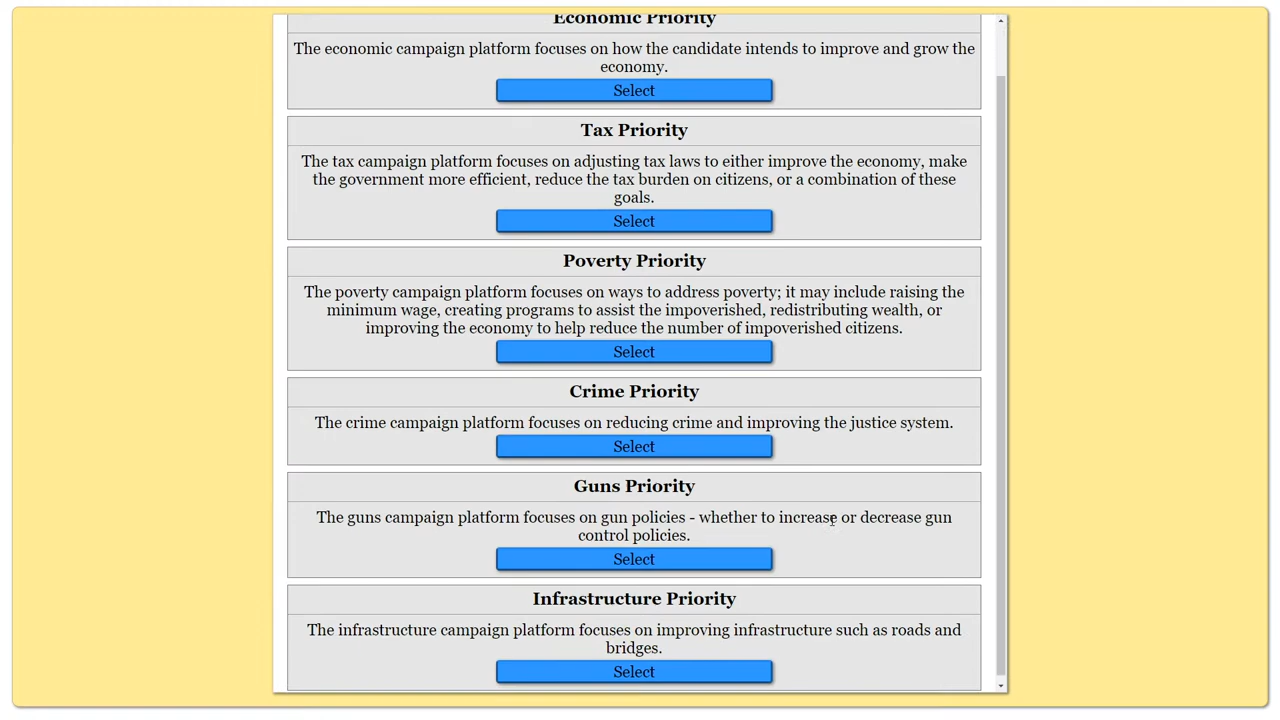 Economic Priority
The economic campaign platform focuses on how the candidate intends to improve and grow the
economy.
Select
Tax Priority
The tax campaign platform focuses on adjusting tax laws to either improve the economy, make
the government more efficient, reduce the tax burden on citizens, or a combination of these
goals.
Select
Poverty Priority
The poverty campaign platform focuses on ways to address poverty; it may include raising the
minimum wage, creating programs to assist the impoverished, redistributing wealth, or
improving the economy to help reduce the number of impoverished citizens.
Select
Crime Priority
The crime campaign platform focuses on reducing crime and improving the justice system.
Select
Guns Priority
The guns campaign platform focuses on gun policies - whether to increase or decrease gun
control policies.
Select
Infrastructure Priority
The infrastructure campaign platform focuses on improving infrastructure such as roads and
bridges.
Select